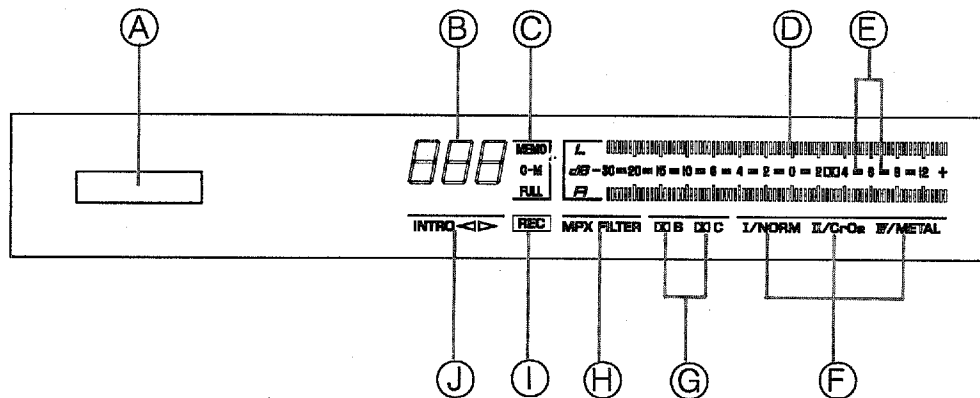 A B C D E
888 MEMO L
C-M dB -30 -20 -15 -10 -6 -4 -2 -0 2 4 6 8 12 +
FULL R
INTRO ◁▷ REC MPX FILTER B C I/NORM II/CrO2 IV/METAL
J I H G F